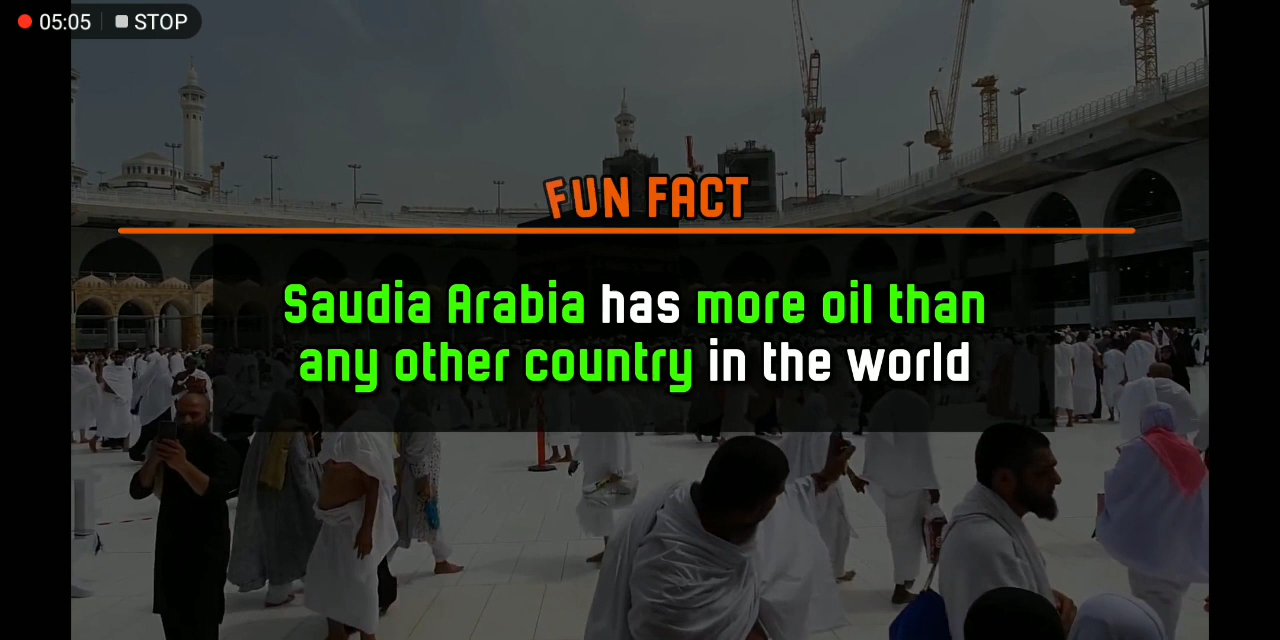 05:05 STOP
FUN FACT
Saudia Arabia has more oil than
any other country in the world